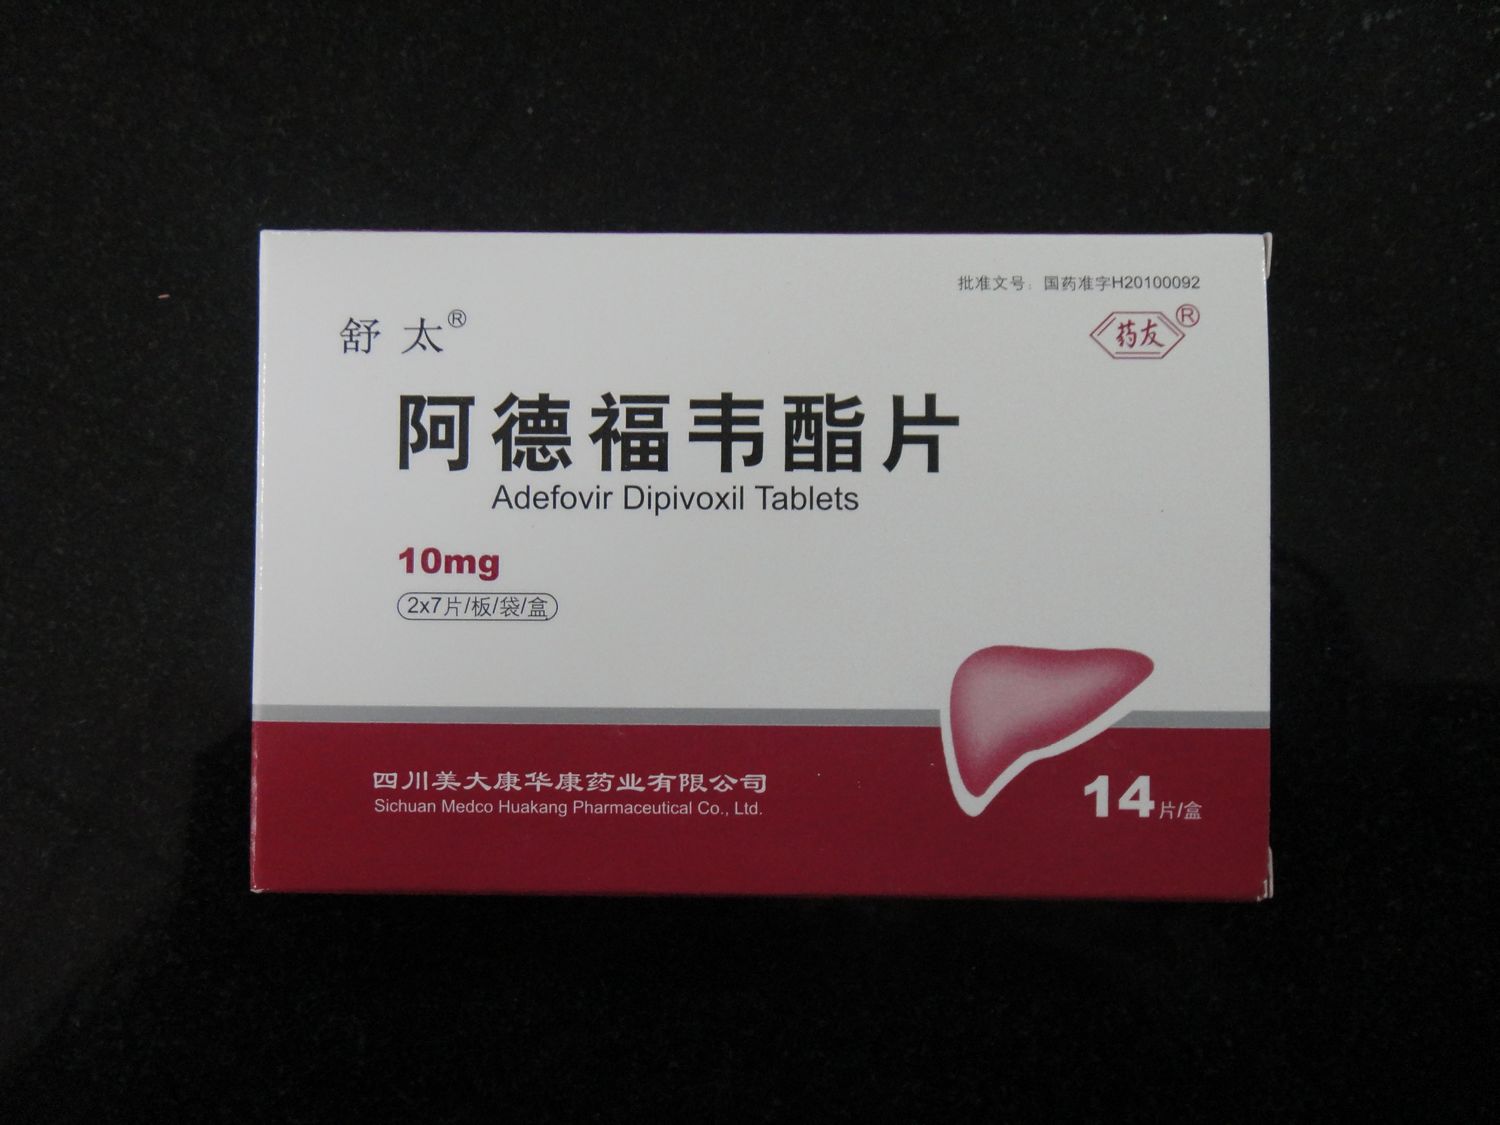 批准文号：国药准字H20100092
舒太®
药友®
阿德福韦酯片
Adefovir Dipivoxil Tablets
10mg
2x7片/板/袋/盒
四川美大康华康药业有限公司
Sichuan Medco Huakang Pharmaceutical Co., Ltd.
14片/盒